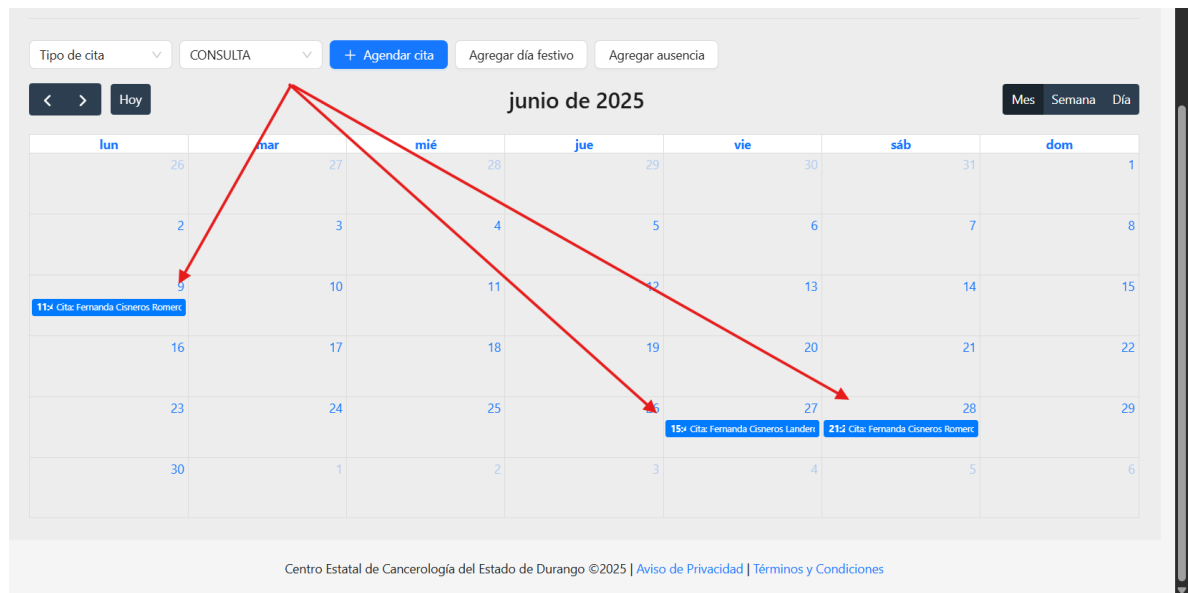 Tipo de cita CONSULTA + Agendar cita Agregar día festivo Agregar ausencia
< > Hoy junio de 2025 Mes Semana Día
lun mar mié jue vie sáb dom
26 27 28 29 30 31 1
2 3 4 5 6 7 8
9 10 11 12 13 14 15
Cita: Fernanda Cisneros Romero
16 17 18 19 20 21 22
23 24 25 26 27 28 29
Cita: Fernanda Cisneros Cita: Fernanda Cisneros Romero
30 1 2 3 4 5 6
Centro Estatal de Cancerología del Estado de Durango ©2025 | Aviso de Privacidad | Términos y Condiciones